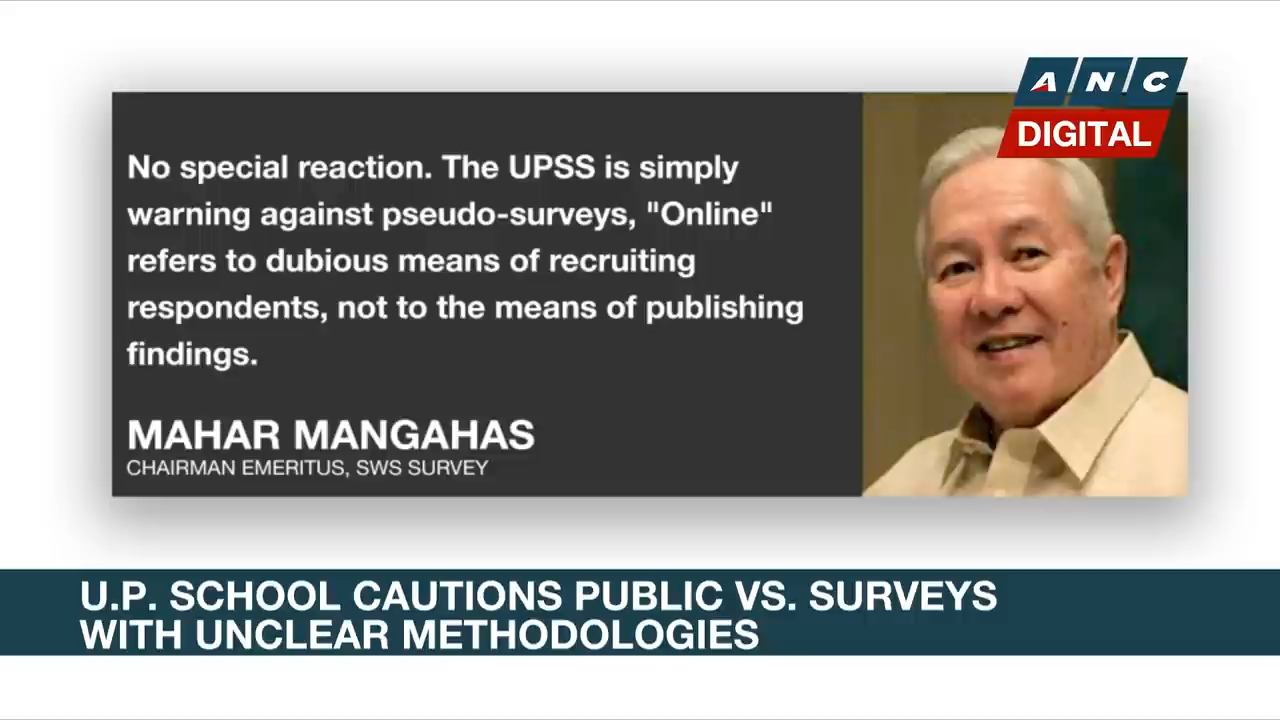 ANC
DIGITAL
No special reaction. The UPSS is simply
warning against pseudo-surveys, "Online"
refers to dubious means of recruiting
respondents, not to the means of publishing
findings.
MAHAR MANGAHAS
CHAIRMAN EMERITUS, SWS SURVEY
U.P. SCHOOL CAUTIONS PUBLIC VS. SURVEYS
WITH UNCLEAR METHODOLOGIES